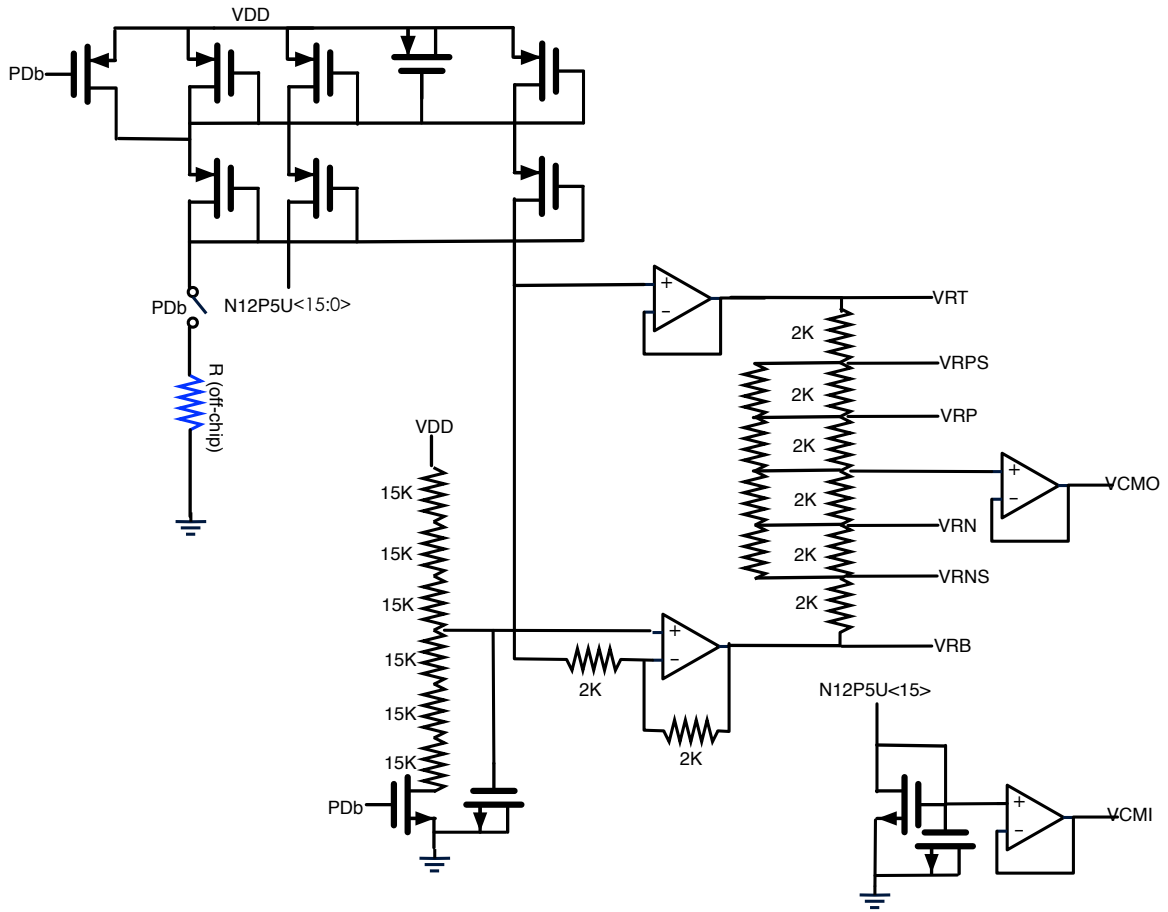 VDD
PDb
PDb
N12P5U<15:0>
R (off-chip)
VRT
2K
VRPS
2K
VRP
2K
VCMO
2K
VRN
2K
VRNS
2K
VRB
VDD
15K
15K
15K
15K
15K
15K
PDb
2K
2K
N12P5U<15>
VCMI
+
−
+
−
+
−
+
−